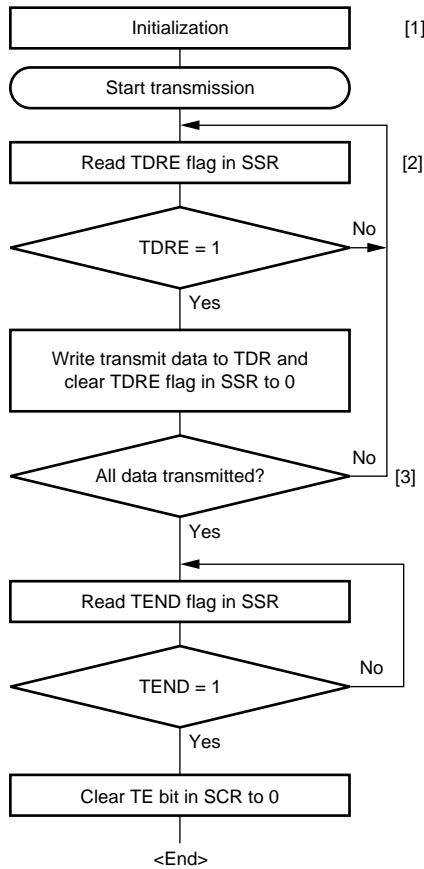 Initialization [1]
Start transmission
Read TDRE flag in SSR [2]
No
TDRE = 1
Yes
Write transmit data to TDR and
clear TDRE flag in SSR to 0
No
All data transmitted? [3]
Yes
Read TEND flag in SSR
No
TEND = 1
Yes
Clear TE bit in SCR to 0
<End>